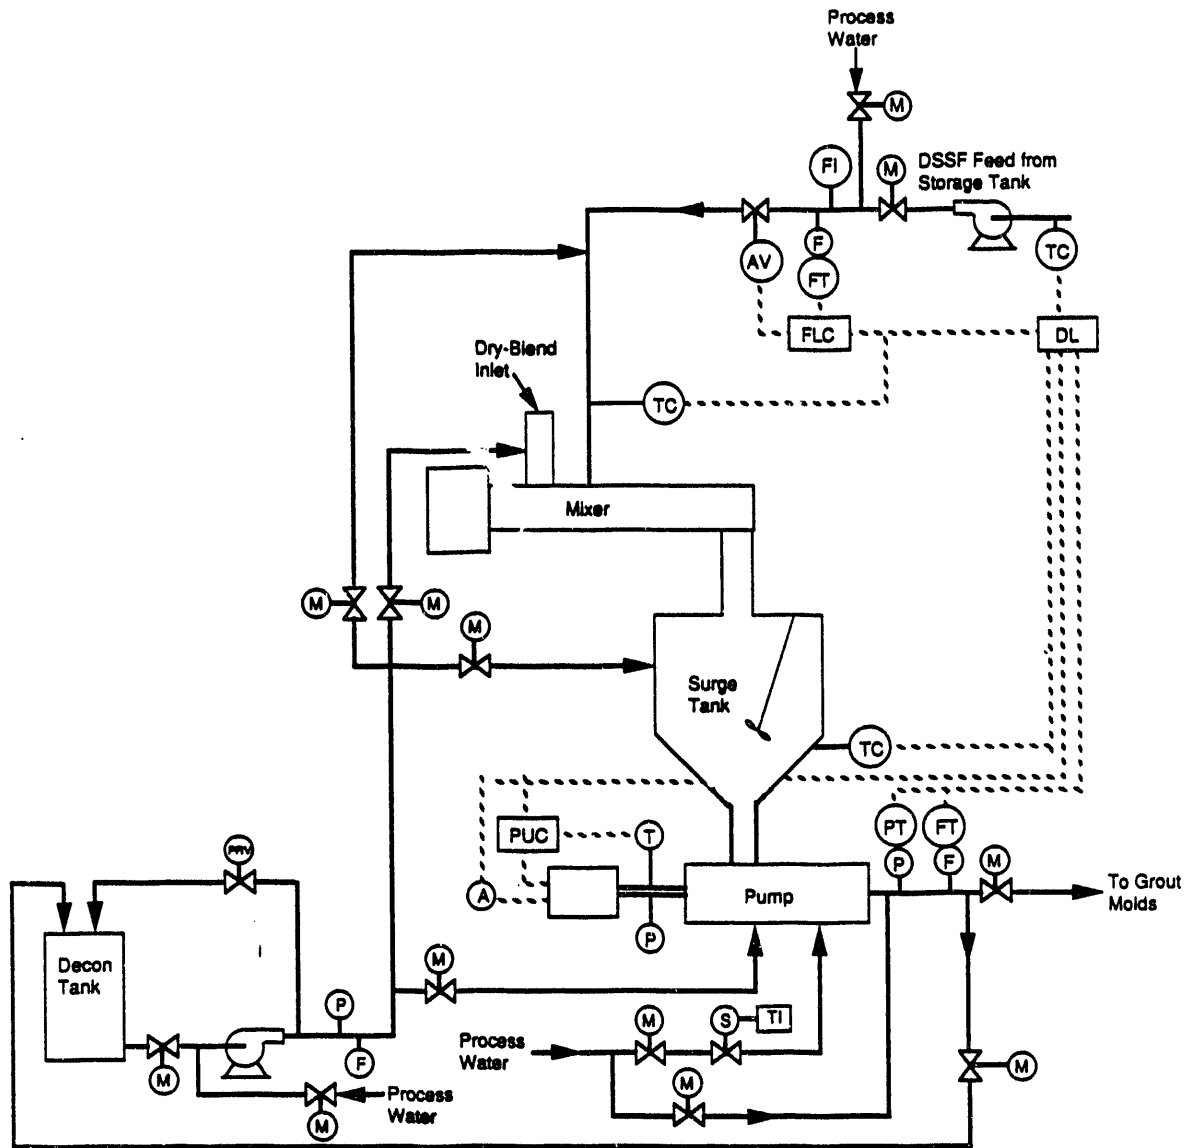 Process
Water
M
FI
M
DSSF Feed from
Storage Tank
F
AV
FT
TC
FLC
DL
Dry-Blend
Inlet
TC
Mixer
M
M
M
Surge
Tank
TC
PUC
T
PT
FT
P
F
M
PRV
A
Pump
To Grout
Molds
P
Decon
Tank
M
P
M
S
TI
Process
Water
F
M
M
M
Process
Water
M